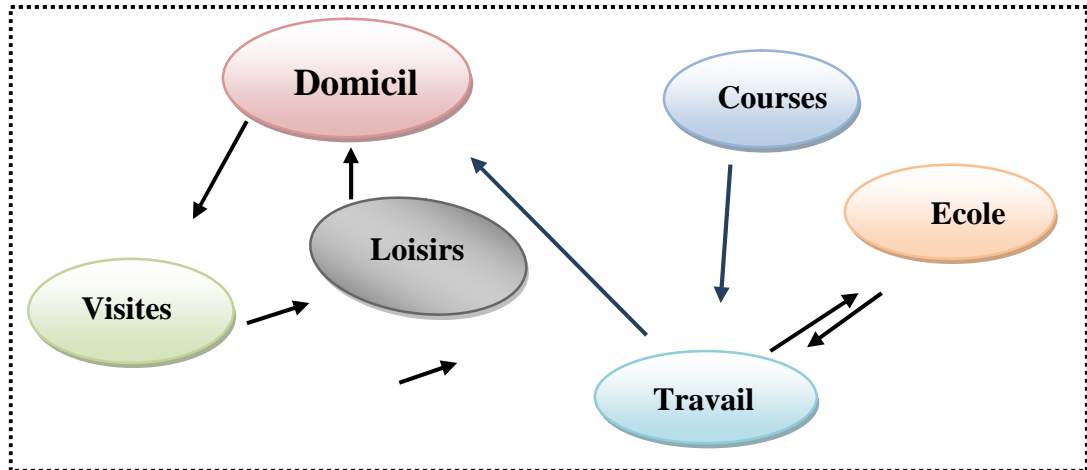 Domicil
Courses
Ecole
Loisirs
Visites
Travail